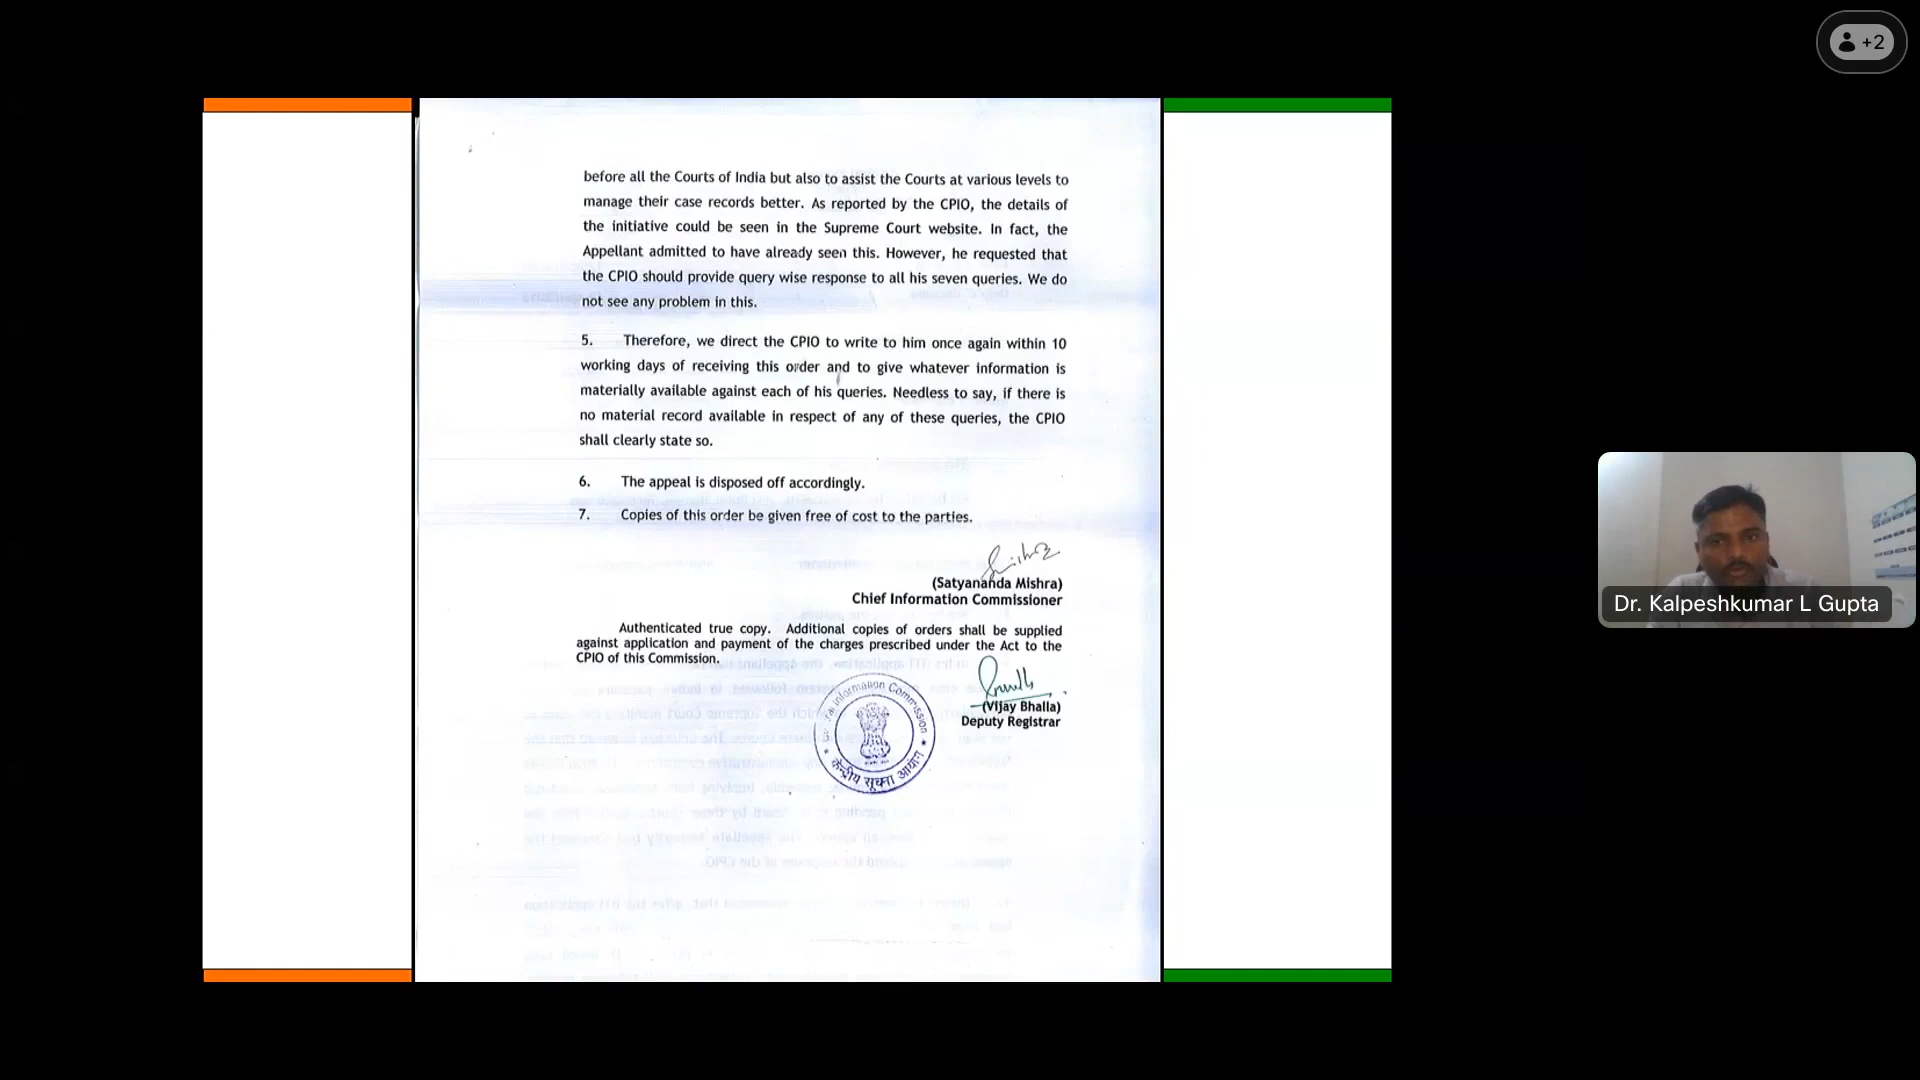 +2
before all the Courts of India but also to assist the Courts at various levels to
manage their case records better. As reported by the CPIO, the details of
the initiative could be seen in the Supreme Court website. In fact, the
Appellant admitted to have already seen this. However, he requested that
the CPIO should provide query wise response to all his seven queries. We do
not see any problem in this.
5. Therefore, we direct the CPIO to write to him once again within 10
working days of receiving this order and to give whatever information is
materially available against each of his queries. Needless to say, if there is
no material record available in respect of any of these queries, the CPIO
shall clearly state so.
6. The appeal is disposed off accordingly.
7. Copies of this order be given free of cost to the parties.
(Satyananda Mishra)
Chief Information Commissioner
Authenticated true copy. Additional copies of orders shall be supplied
against application and payment of the charges prescribed under the Act to the
CPIO of this Commission.
(Vijay Bhalla)
Deputy Registrar
Information Commission
केन्द्रीय सूचना आयोग
Dr. Kalpeshkumar L Gupta